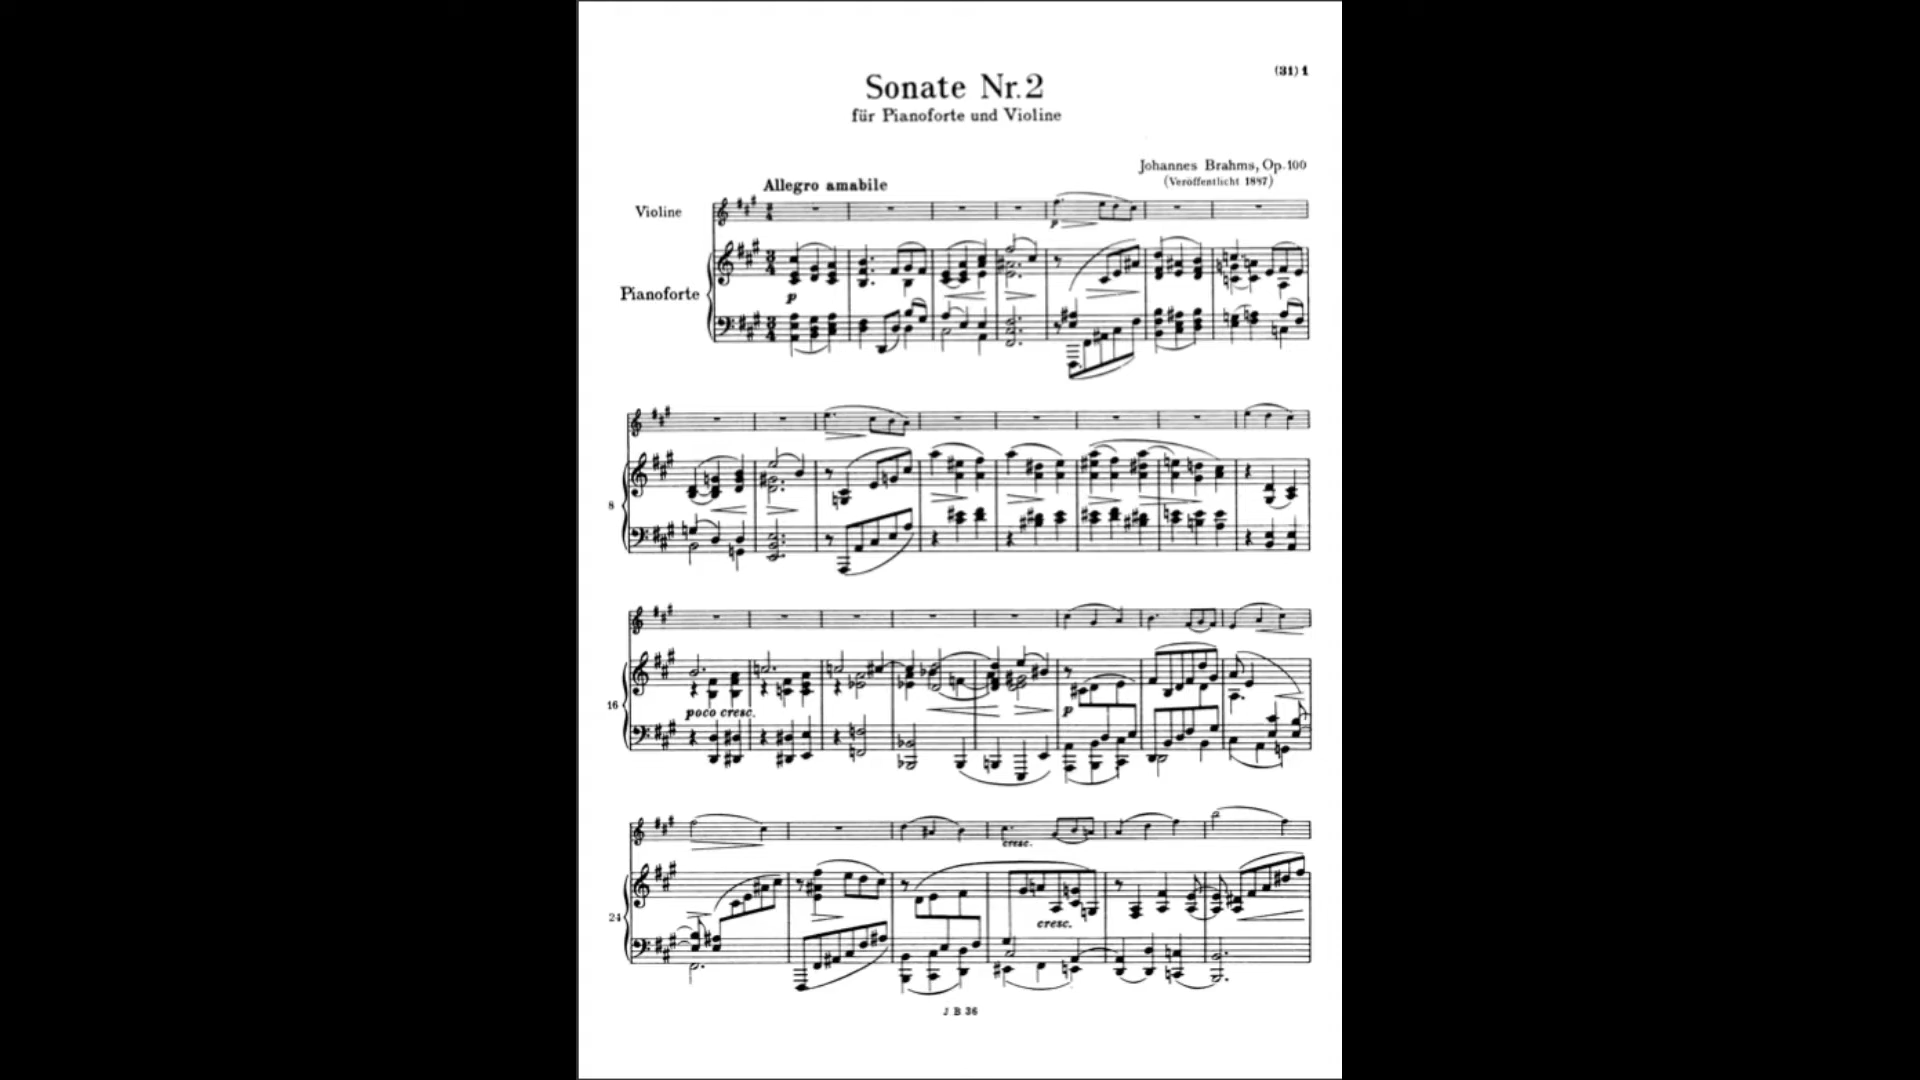 (31) 1
Sonate Nr. 2
für Pianoforte und Violine
Johannes Brahms, Op. 100
(Veröffentlicht 1887)
Allegro amabile
Violine
p
Pianoforte
p
8
poco cresc.
16
p
cresc.
24
cresc.
J B 36